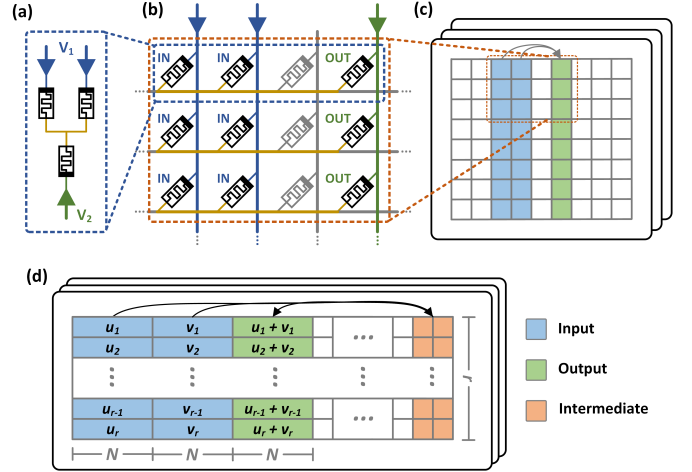 (a)
V1
V2
(b)
IN IN OUT
IN IN OUT
IN IN OUT
(c)
(d)
u1 v1 u1 + v1
u2 v2 u2 + v2
...
ur-1 vr-1 ur-1 + vr-1
ur vr ur + vr
...
N N N
r
Input
Output
Intermediate